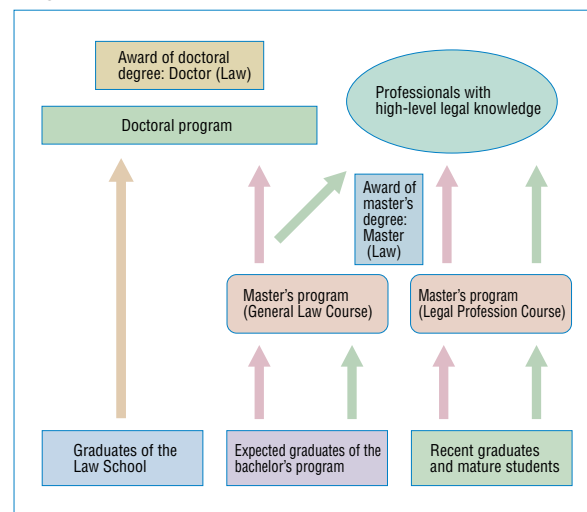 Award of doctoral
degree: Doctor (Law)
Doctoral program
Professionals with
high-level legal knowledge
Award of
master's
degree:
Master
(Law)
Master's program
(General Law Course)
Master's program
(Legal Profession Course)
Graduates of the
Law School
Expected graduates of the
bachelor's program
Recent graduates
and mature students